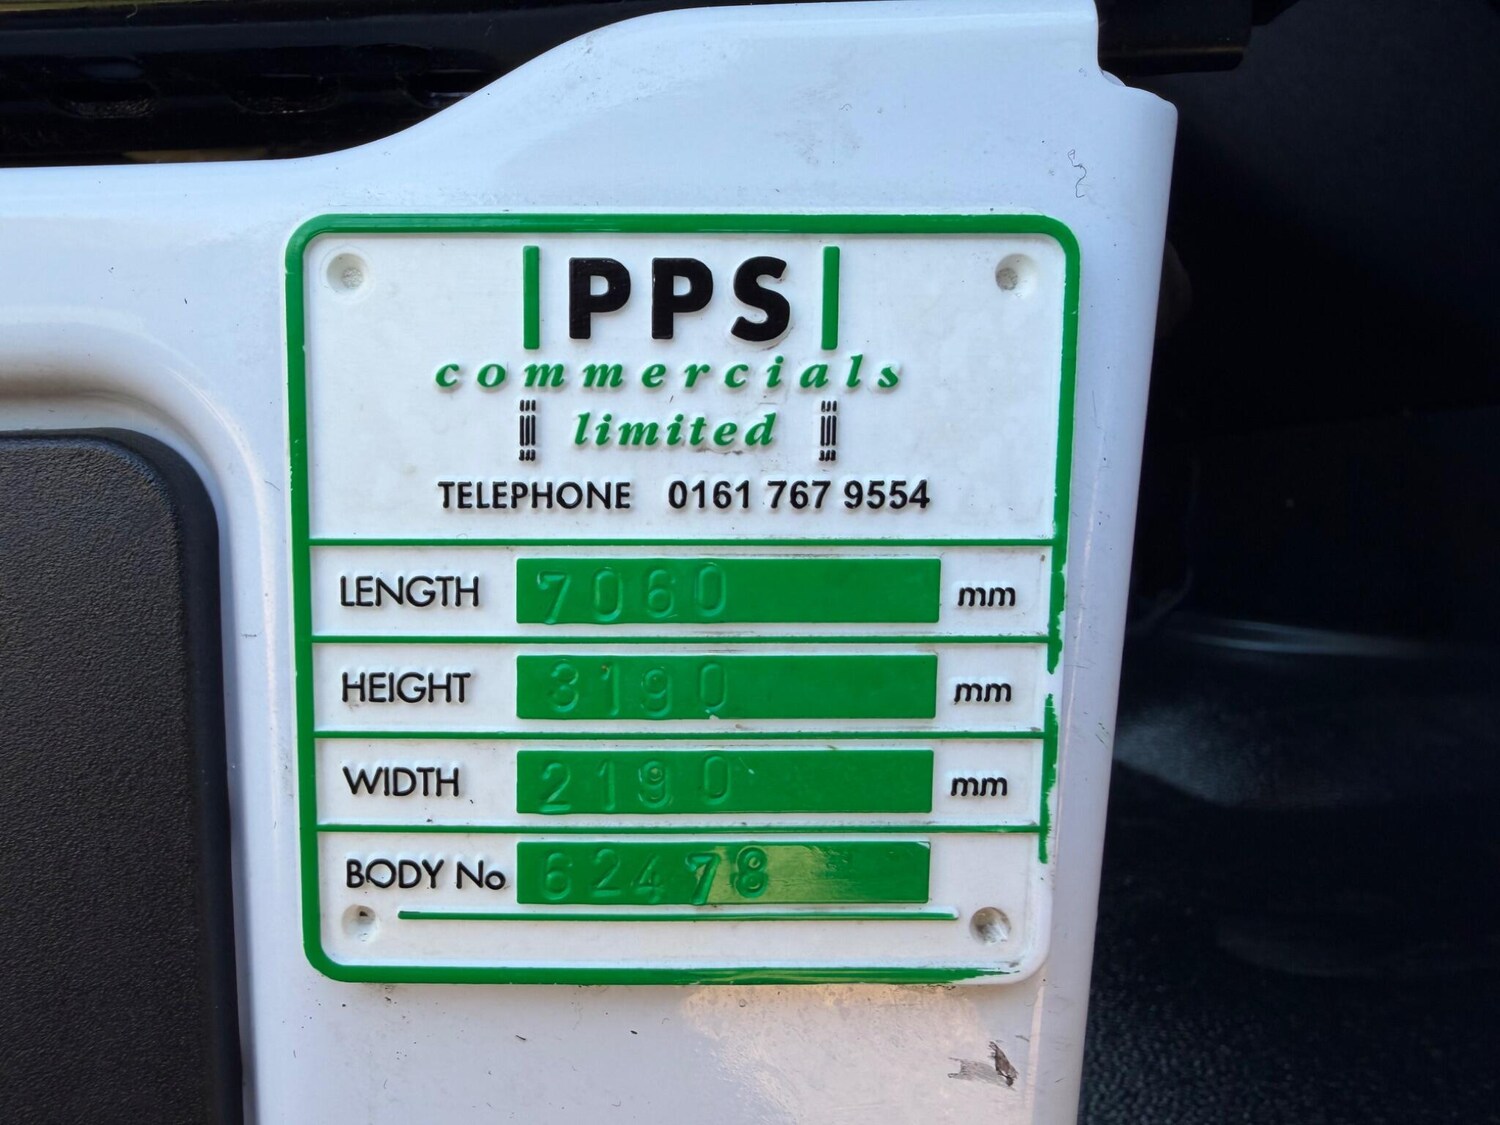 PPS
commercials
limited
TELEPHONE 0161 767 9554
LENGTH 7060 mm
HEIGHT 3190 mm
WIDTH 2190 mm
BODY No 62478